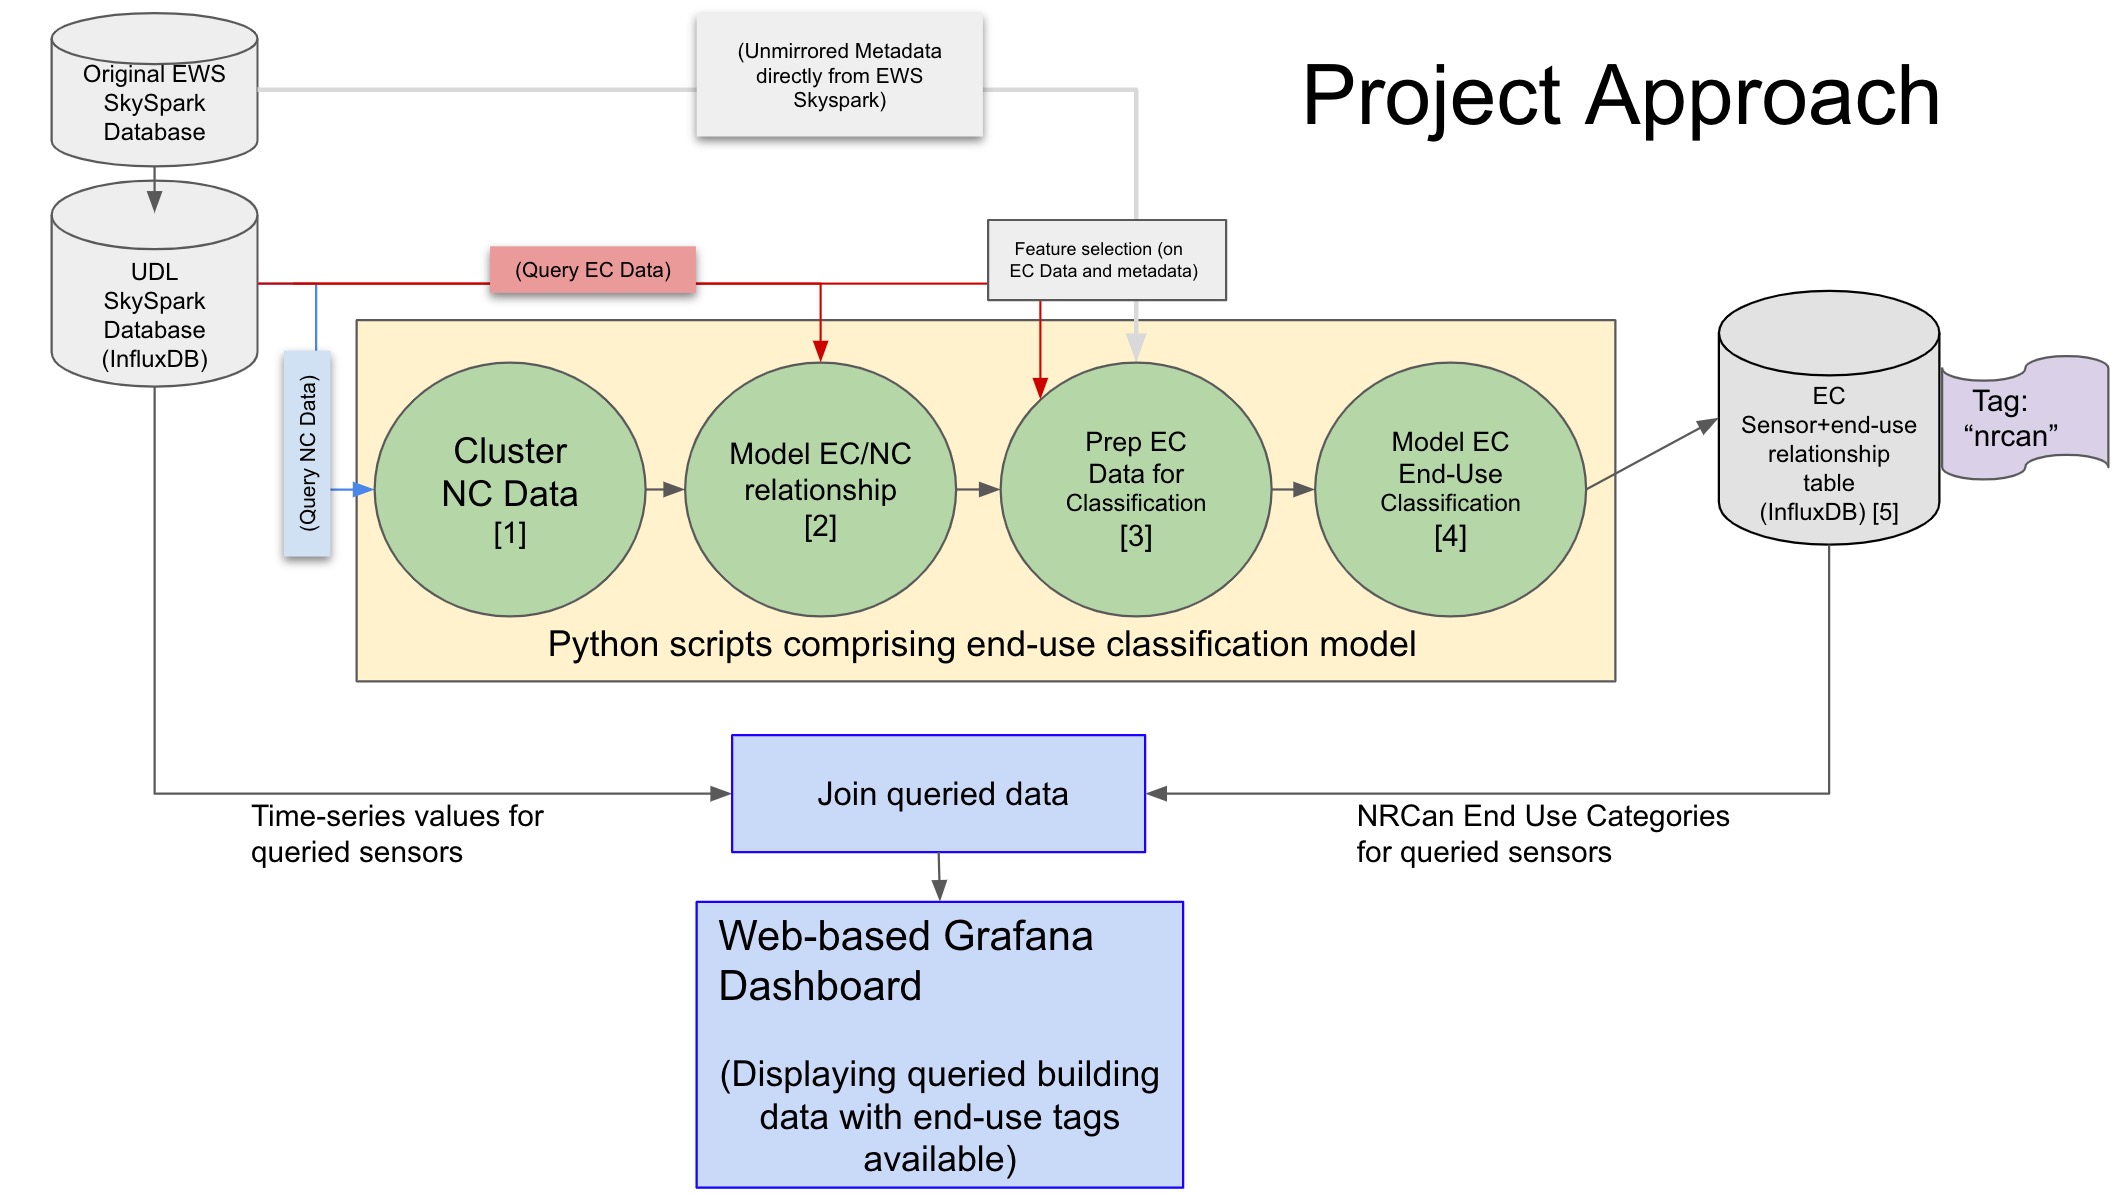 Project Approach
Original EWS
SkySpark
Database
(Unmirrored Metadata
directly from EWS
Skyspark)
UDL
SkySpark
Database
(InfluxDB)
(Query EC Data)
Feature selection (on
EC Data and metadata)
(Query NC Data)
Cluster
NC Data
[1]
Model EC/NC
relationship
[2]
Prep EC
Data for
Classification
[3]
Model EC
End-Use
Classification
[4]
Python scripts comprising end-use classification model
EC
Sensor+end-use
relationship
table
(InfluxDB) [5]
Tag:
“nrcan”
Time-series values for
queried sensors
Join queried data
NRCan End Use Categories
for queried sensors
Web-based Grafana
Dashboard
(Displaying queried building
data with end-use tags
available)